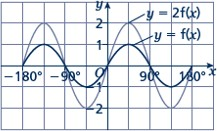 y
2
y = 2f(x)
1
y = f(x)
−180° −90° O 90° 180° x
−1
−2